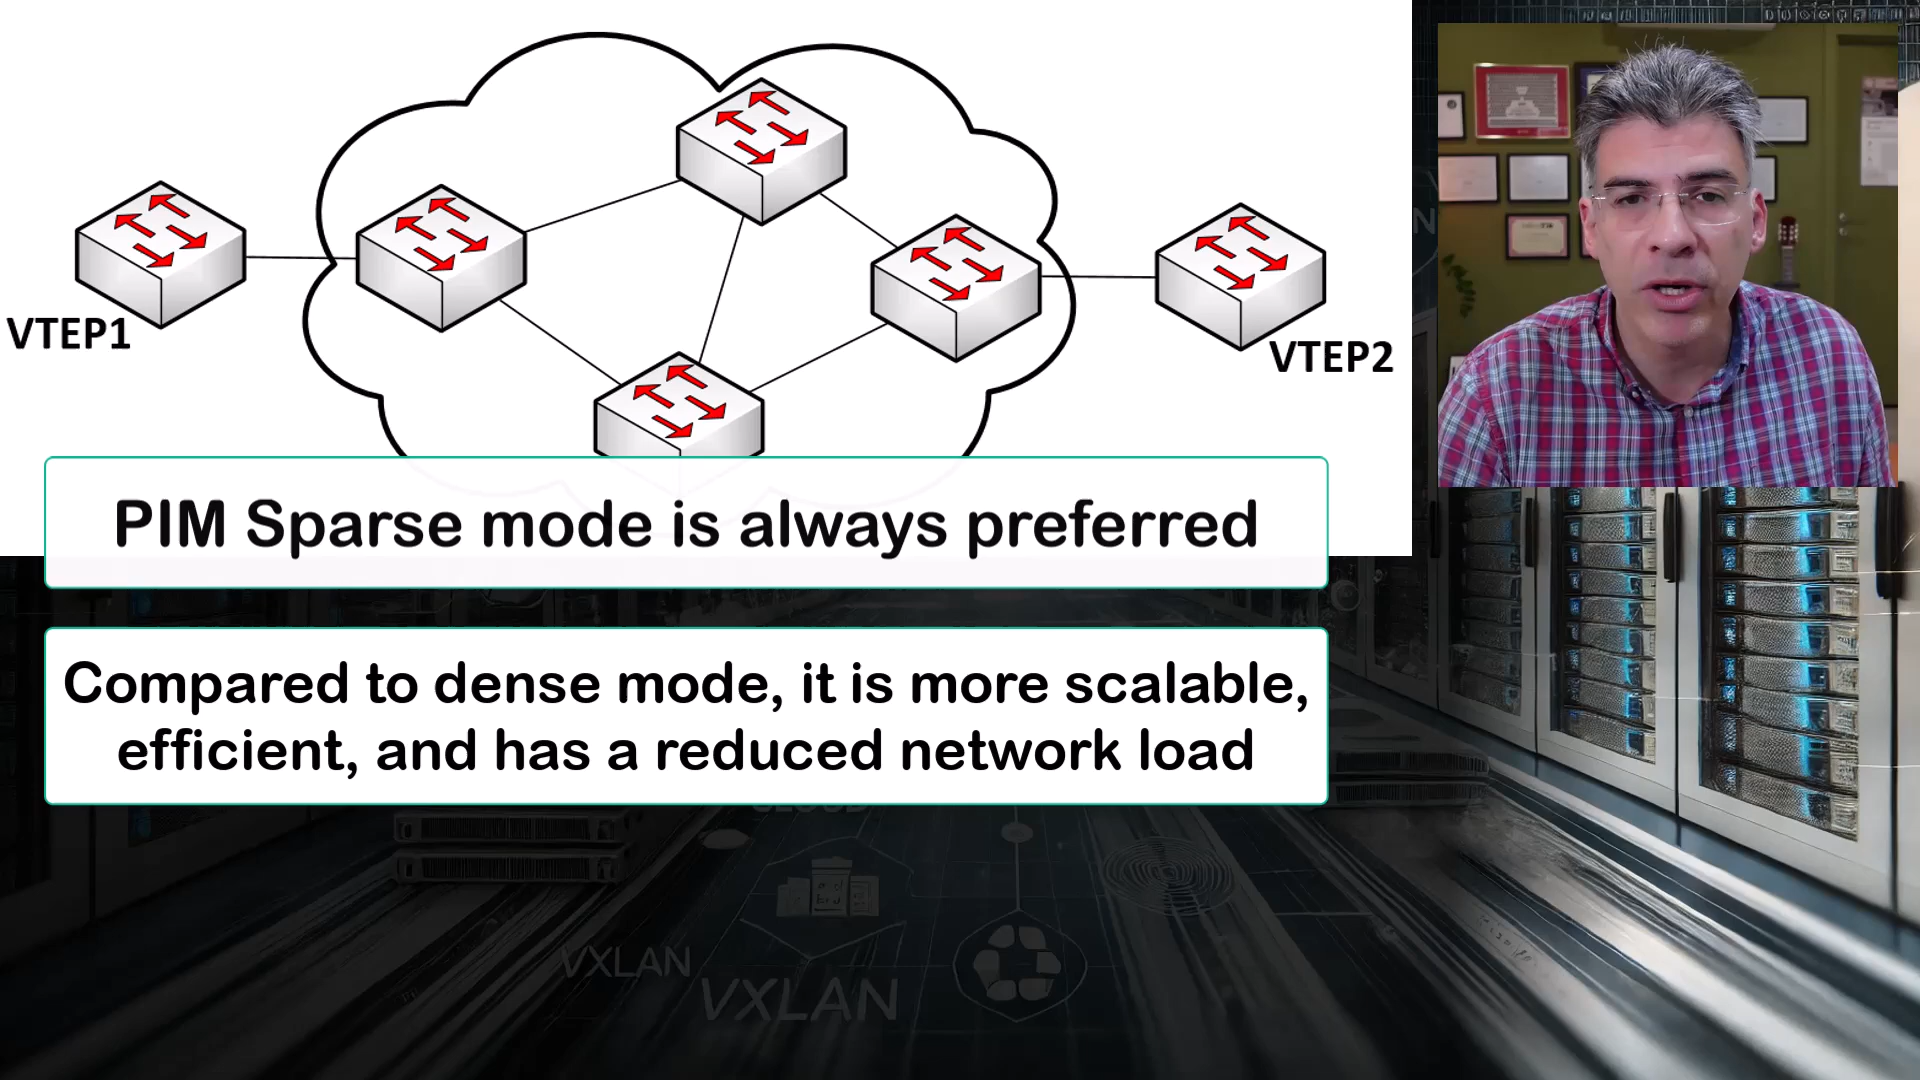 VTEP1
VTEP2
PIM Sparse mode is always preferred
Compared to dense mode, it is more scalable,
efficient, and has a reduced network load
CLOUD
VXLAN
VXLAN